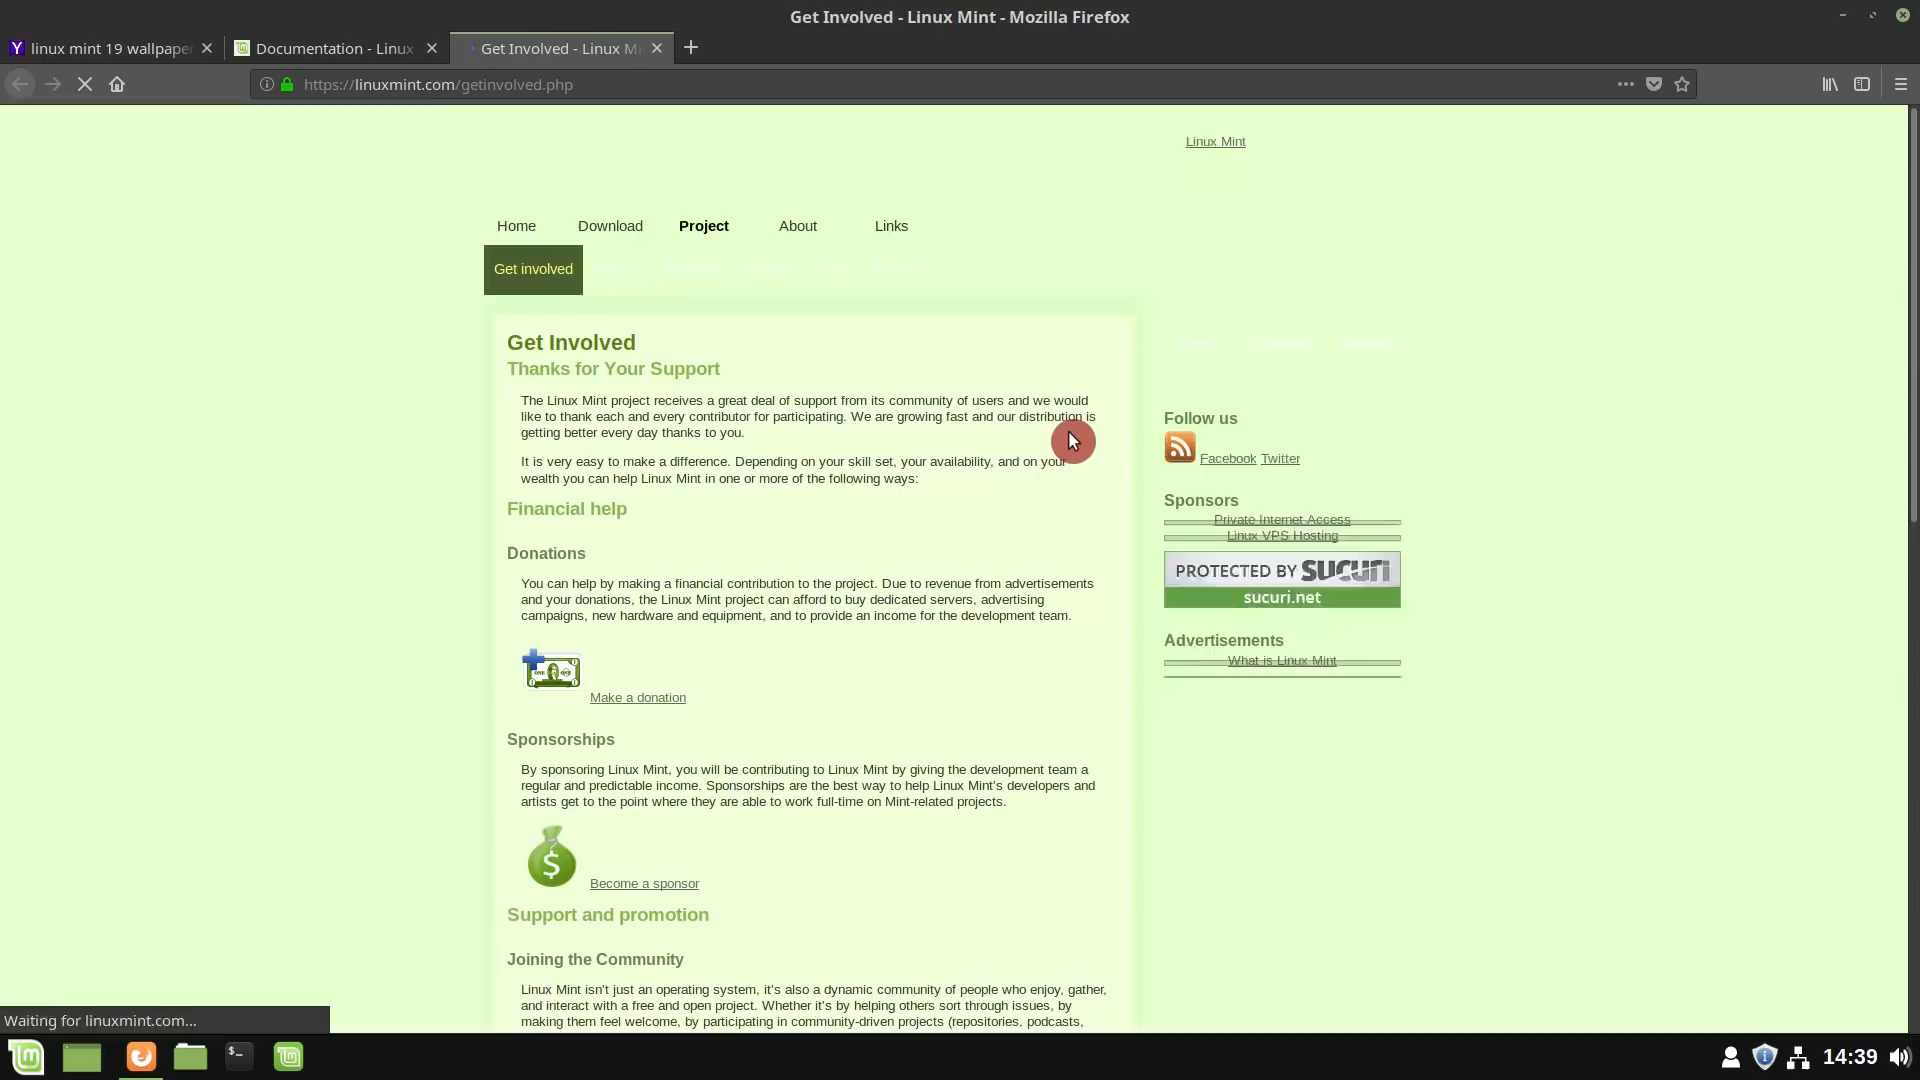 Get Involved - Linux Mint - Mozilla Firefox
linux mint 19 wallpaper
Documentation - Linux
Get Involved - Linux Mi
https://linuxmint.com/getinvolved.php
Linux Mint
Home Download Project About Links
Get involved
Get Involved
Thanks for Your Support
The Linux Mint project receives a great deal of support from its community of users and we would
like to thank each and every contributor for participating. We are growing fast and our distribution is
getting better every day thanks to you.
It is very easy to make a difference. Depending on your skill set, your availability, and on your
wealth you can help Linux Mint in one or more of the following ways:
Financial help
Donations
You can help by making a financial contribution to the project. Due to revenue from advertisements
and your donations, the Linux Mint project can afford to buy dedicated servers, advertising
campaigns, new hardware and equipment, and to provide an income for the development team.
Make a donation
Sponsorships
By sponsoring Linux Mint, you will be contributing to Linux Mint by giving the development team a
regular and predictable income. Sponsorships are the best way to help Linux Mint's developers and
artists get to the point where they are able to work full-time on Mint-related projects.
Become a sponsor
Support and promotion
Joining the Community
Linux Mint isn't just an operating system, it's also a dynamic community of people who enjoy, gather,
and interact with a free and open project. Whether it's by helping others sort through issues, by
making them feel welcome, by participating in community-driven projects (repositories, podcasts,
Follow us
Facebook Twitter
Sponsors
Private Internet Access
Linux VPS Hosting
PROTECTED BY SUCURI
sucuri.net
Advertisements
What is Linux Mint
Waiting for linuxmint.com...
14:39